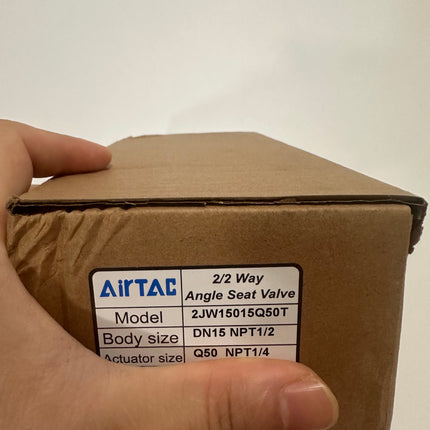 AirTAC
2/2 Way
Angle Seat Valve
Model 2JW15015Q50T
Body size DN15 NPT1/2
Actuator size Q50 NPT1/4